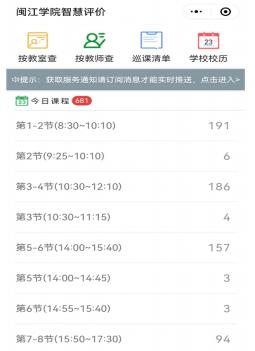 闽江学院智慧评价
按教室查 按教师查 巡课清单 学校校历
23
提示：获取服务通知请订阅消息才能实时推送，点击进入>
今日课程 681
第1-2节(8:30~10:10) 191
第2节(9:25~10:10) 6
第3-4节(10:30~12:10) 186
第3节(10:30~11:15) 4
第5-6节(14:00~15:40) 157
第5节(14:00~14:45) 3
第6节(14:55~15:40) 3
第7-8节(15:50~17:30) 94